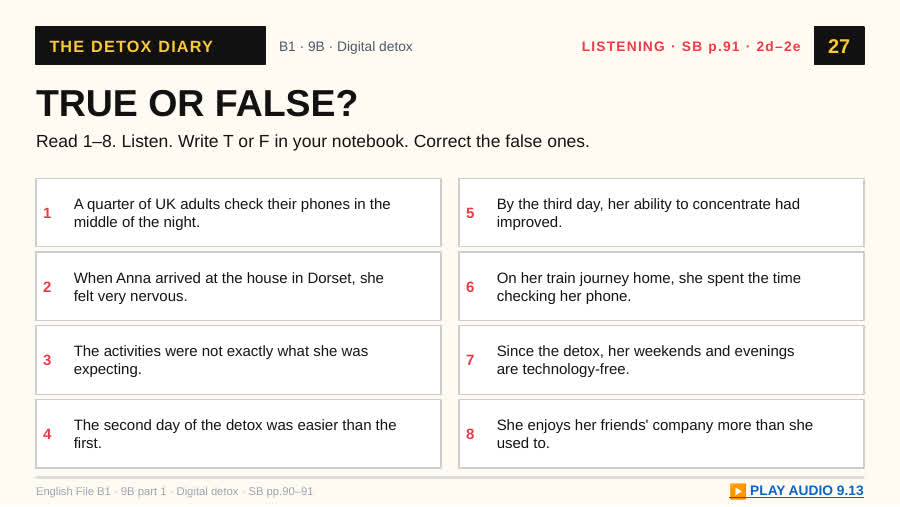 THE DETOX DIARY
B1 · 9B · Digital detox
LISTENING · SB p.91 · 2d–2e
27
TRUE OR FALSE?
Read 1–8. Listen. Write T or F in your notebook. Correct the false ones.
1
A quarter of UK adults check their phones in the
middle of the night.
2
When Anna arrived at the house in Dorset, she
felt very nervous.
3
The activities were not exactly what she was
expecting.
4
The second day of the detox was easier than the
first.
5
By the third day, her ability to concentrate had
improved.
6
On her train journey home, she spent the time
checking her phone.
7
Since the detox, her weekends and evenings
are technology-free.
8
She enjoys her friends' company more than she
used to.
English File B1 · 9B part 1 · Digital detox · SB pp.90–91
▶️ PLAY AUDIO 9.13